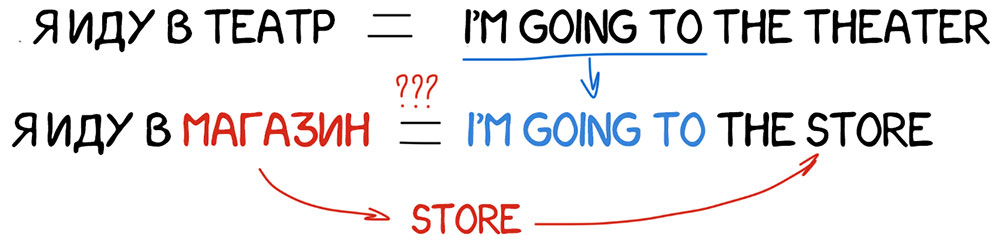 Я ИДУ В ТЕАТР = I'M GOING TO THE THEATER
???
Я ИДУ В МАГАЗИН = I'M GOING TO THE STORE
STORE